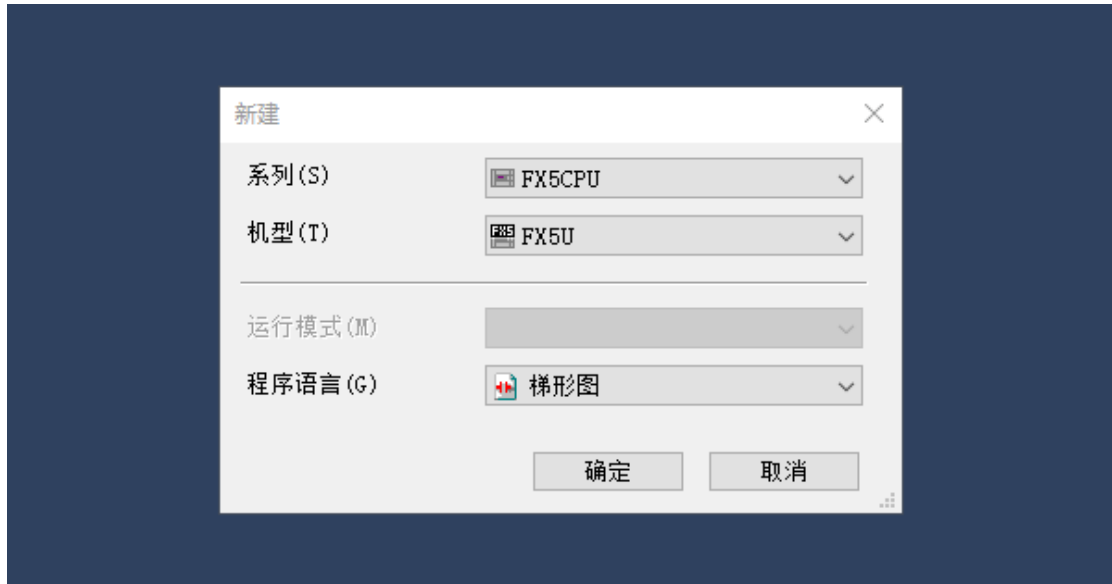 新建
系列(S) FX5CPU
机型(T) FX5U
运行模式(M)
程序语言(G) 梯形图
确定 取消